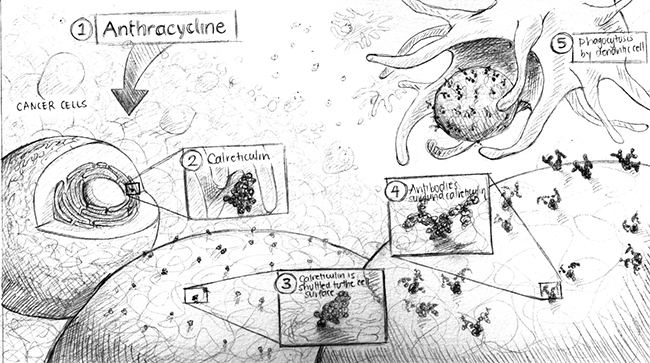 1 Anthracycline
CANCER CELLS
2 Calreticulin
3 Calreticulin is
shuttled to the cell
surface
4 Antibodies
surround calreticulin
5 phagocytosis
by dendritic cell